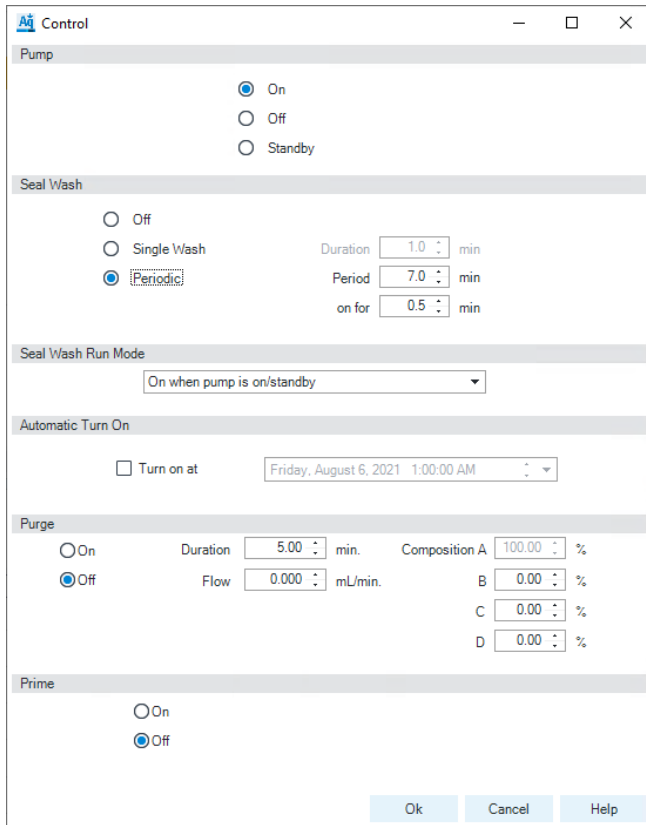 Ag Control
Pump
On
Off
Standby
Seal Wash
Off
Single Wash Duration 1.0 min
Periodic Period 7.0 min
on for 0.5 min
Seal Wash Run Mode
On when pump is on/standby
Automatic Turn On
Turn on at Friday, August 6, 2021 1:00:00 AM
Purge
On Duration 5.00 min. Composition A 100.00 %
Off Flow 0.000 mL/min. B 0.00 %
C 0.00 %
D 0.00 %
Prime
On
Off
Ok Cancel Help